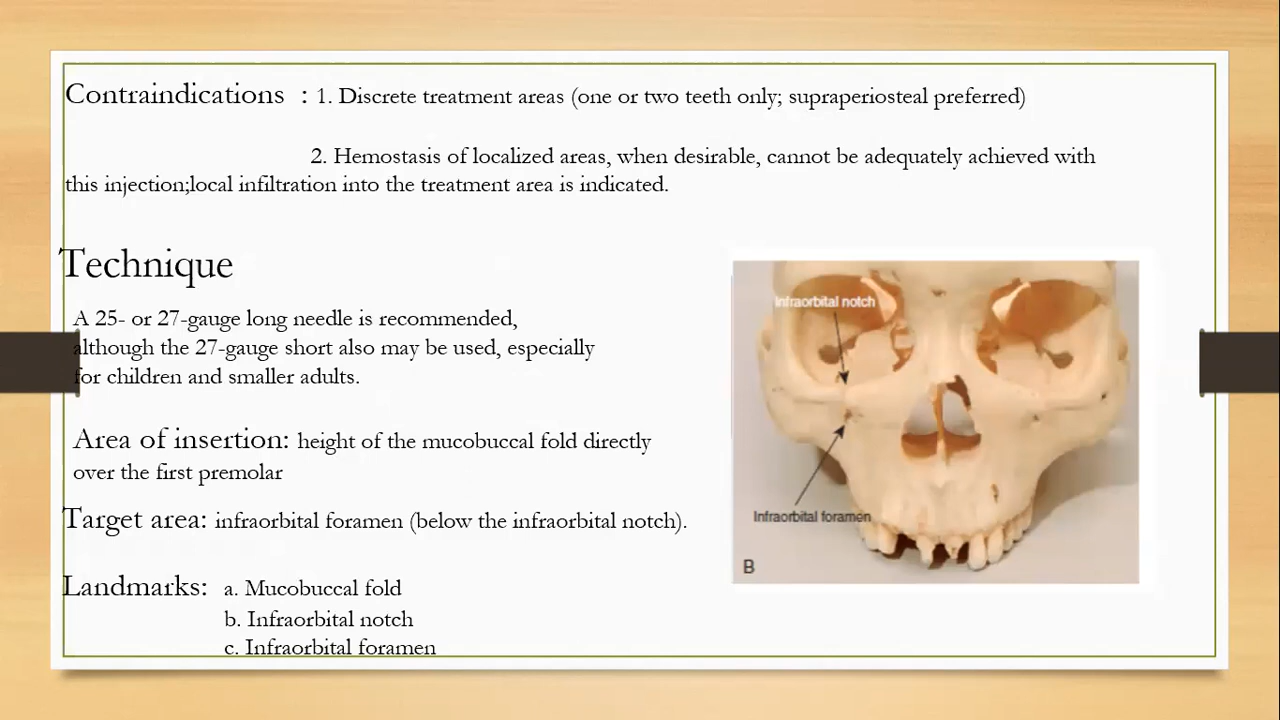 Contraindications : 1. Discrete treatment areas (one or two teeth only; supraperiosteal preferred)
2. Hemostasis of localized areas, when desirable, cannot be adequately achieved with
this injection;local infiltration into the treatment area is indicated.
Technique
A 25- or 27-gauge long needle is recommended,
although the 27-gauge short also may be used, especially
for children and smaller adults.
Area of insertion: height of the mucobuccal fold directly
over the first premolar
Target area: infraorbital foramen (below the infraorbital notch).
Landmarks: a. Mucobuccal fold
b. Infraorbital notch
c. Infraorbital foramen
Infraorbital notch
Infraorbital foramen
B